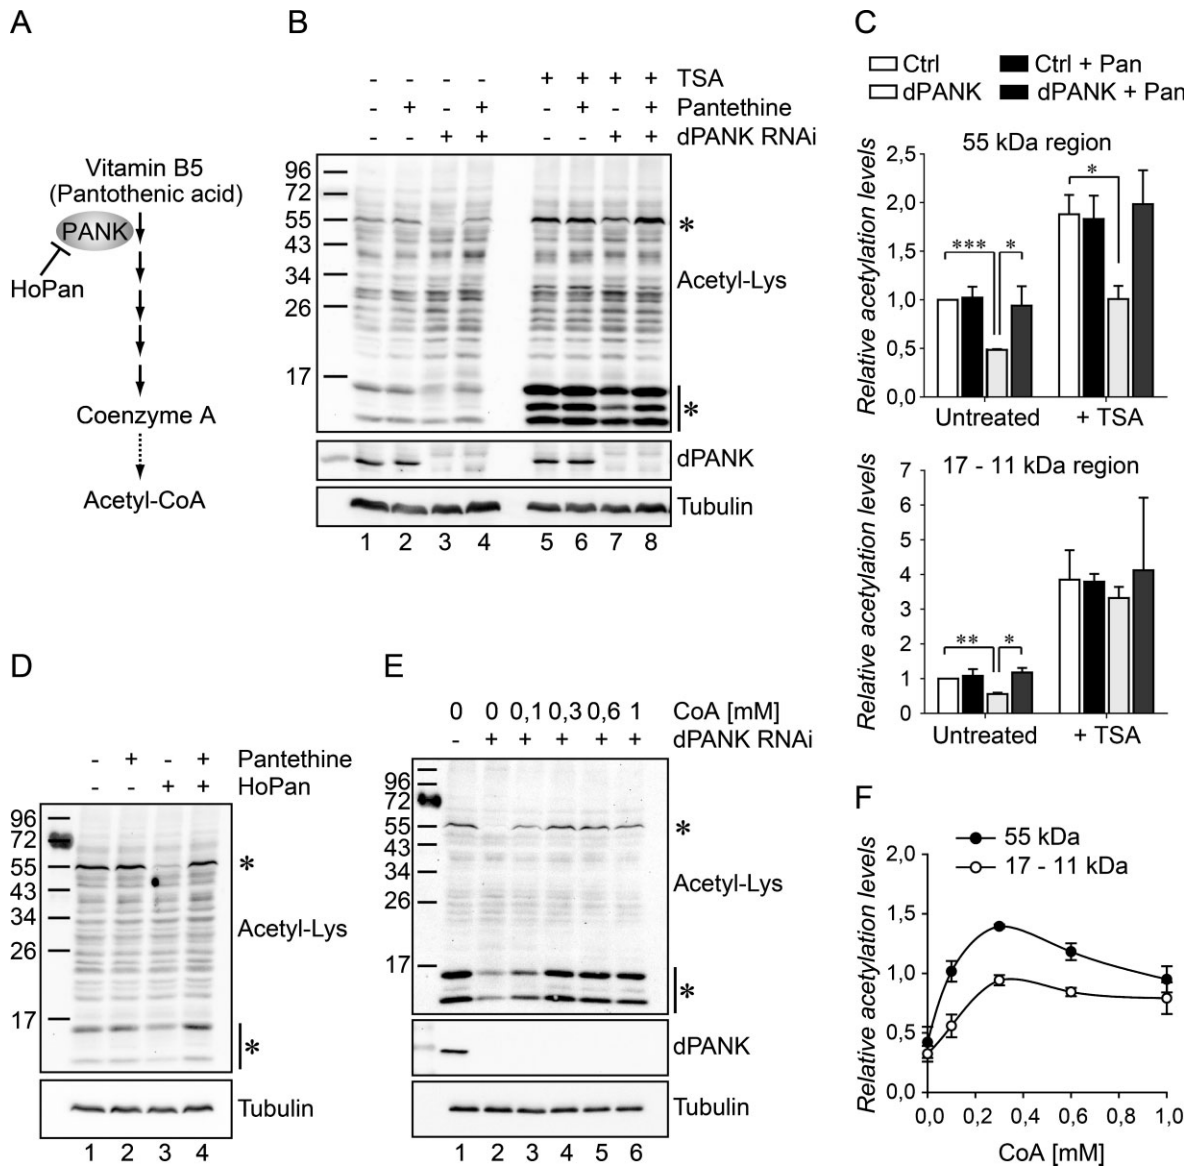 A
Vitamin B5
(Pantothenic acid)
PANK
HoPan
Coenzyme A
Acetyl-CoA
B
- - - - + + + + TSA
- + - + - + - + Pantethine
- - + + - - + + dPANK RNAi
96
72
55
43
34
26
17
*
Acetyl-Lys
*
dPANK
Tubulin
1 2 3 4 5 6 7 8
C
Ctrl Ctrl + Pan
dPANK dPANK + Pan
55 kDa region
Relative acetylation levels
2,5
2,0
1,5
1,0
0,5
0,0
*** * *
Untreated + TSA
17 - 11 kDa region
Relative acetylation levels
7
6
5
4
3
2
1
0
** *
Untreated + TSA
D
- + - + Pantethine
- - + + HoPan
96
72
55
43
34
26
17
*
Acetyl-Lys
*
Tubulin
1 2 3 4
E
0 0 0,1 0,3 0,6 1 CoA [mM]
- + + + + + dPANK RNAi
96
72
55
43
34
26
17
*
Acetyl-Lys
*
dPANK
Tubulin
1 2 3 4 5 6
F
55 kDa
17 - 11 kDa
Relative acetylation levels
2,0
1,5
1,0
0,5
0,0
0,0 0,2 0,4 0,6 0,8 1,0
CoA [mM]